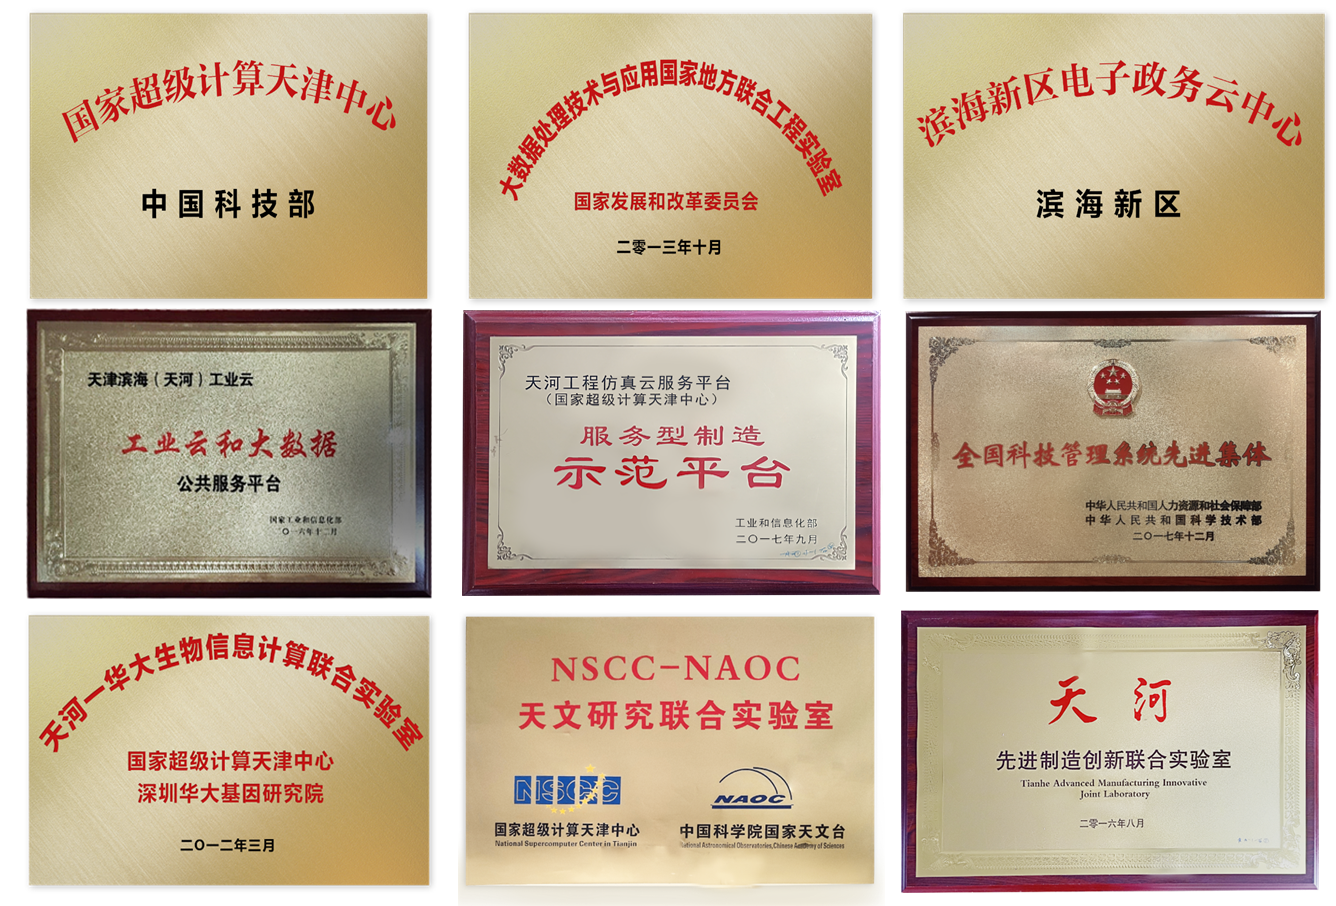 国家超级计算天津中心
中国科技部
大数据处理技术与应用国家地方联合工程实验室
国家发展和改革委员会
二零一三年十月
滨海新区电子政务云中心
滨海新区
天津滨海（天河）工业云
工业云和大数据
公共服务平台
国家工业和信息化部
二〇一六年十二月
天河工程仿真云服务平台
（国家超级计算天津中心）
服务型制造
示范平台
工业和信息化部
二〇一七年九月
全国科技管理系统先进集体
中华人民共和国人力资源和社会保障部
中华人民共和国科学技术部
二〇一七年十二月
天河一华大生物信息计算联合实验室
国家超级计算天津中心
深圳华大基因研究院
二〇一二年三月
NSCC-NAOC
天文研究联合实验室
NSCC
国家超级计算天津中心
National Supercomputer Center in Tianjin
NAOC
中国科学院国家天文台
National Astronomical Observatories,Chinese Academy of Sciences
天河
先进制造创新联合实验室
Tianhe Advanced Manufacturing Innovative
Joint Laboratory
二零一六年八月